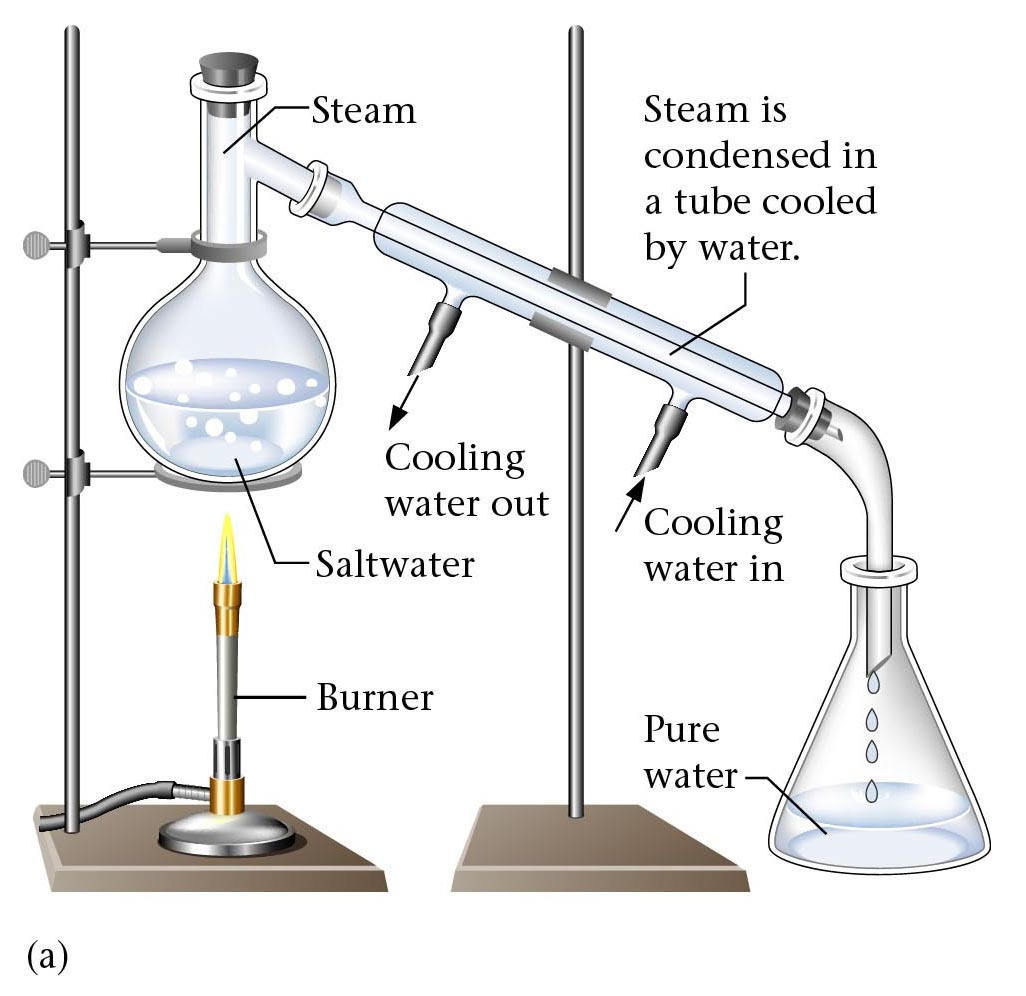 Steam
Steam is
condensed in
a tube cooled
by water.
Cooling
water out
Cooling
water in
Saltwater
Burner
Pure
water
(a)